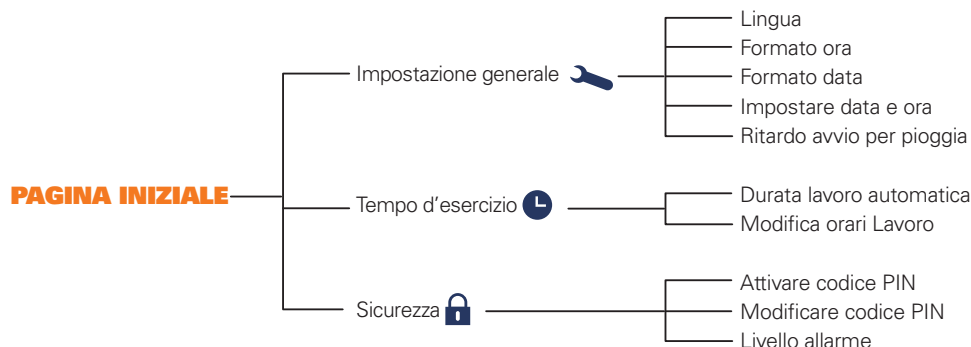 PAGINA INIZIALE
Impostazione generale
Lingua
Formato ora
Formato data
Impostare data e ora
Ritardo avvio per pioggia
Tempo d’esercizio
Durata lavoro automatica
Modifica orari Lavoro
Sicurezza
Attivare codice PIN
Modificare codice PIN
Livello allarme